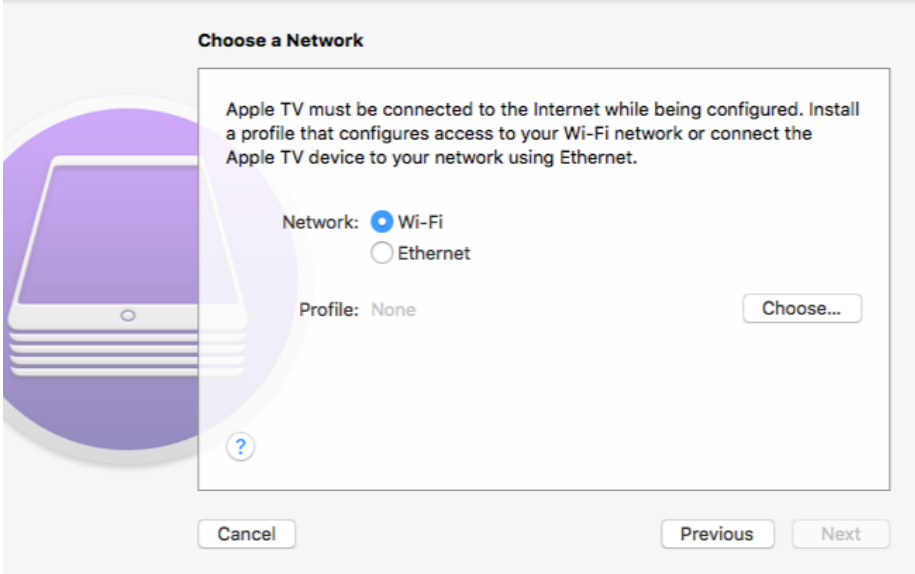 Choose a Network
Apple TV must be connected to the Internet while being configured. Install
a profile that configures access to your Wi-Fi network or connect the
Apple TV device to your network using Ethernet.
Network: Wi-Fi
Ethernet
Profile: None Choose...
?
Cancel Previous Next